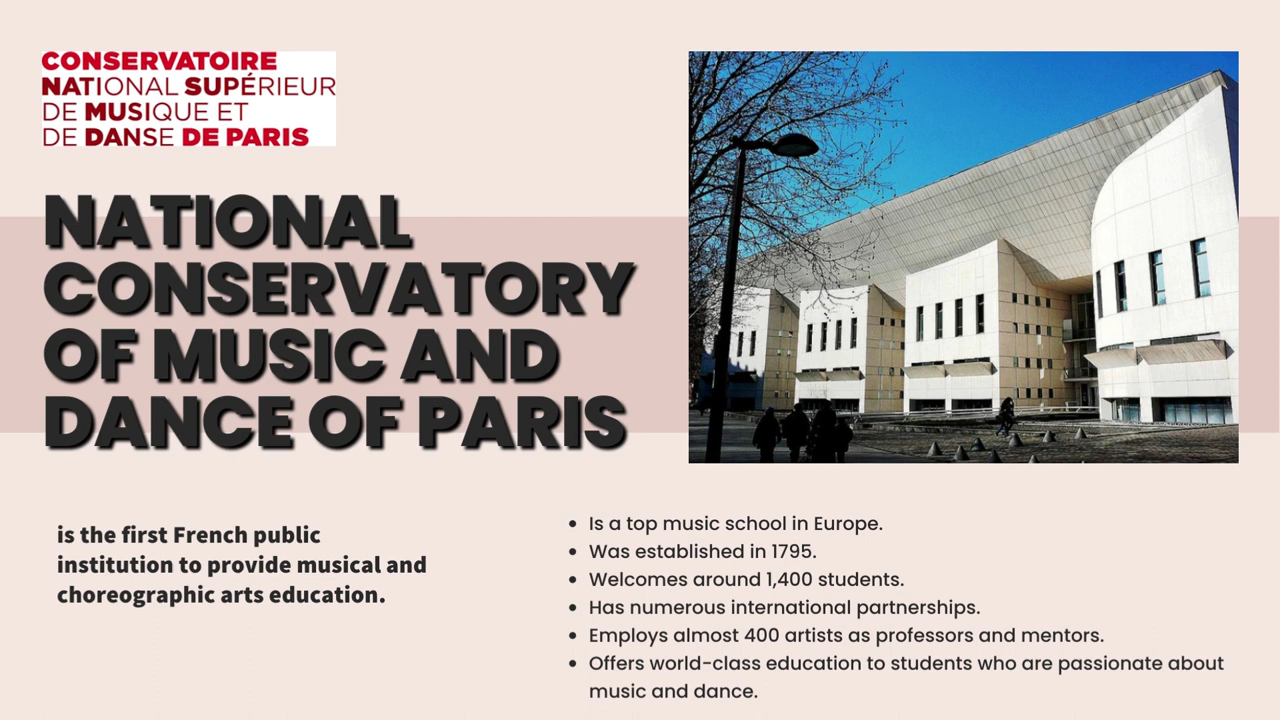 CONSERVATOIRE
NATIONAL SUPÉRIEUR
DE MUSIQUE ET
DE DANSE DE PARIS
NATIONAL
CONSERVATORY
OF MUSIC AND
DANCE OF PARIS
is the first French public
institution to provide musical and
choreographic arts education.
• Is a top music school in Europe.
• Was established in 1795.
• Welcomes around 1,400 students.
• Has numerous international partnerships.
• Employs almost 400 artists as professors and mentors.
• Offers world-class education to students who are passionate about
music and dance.